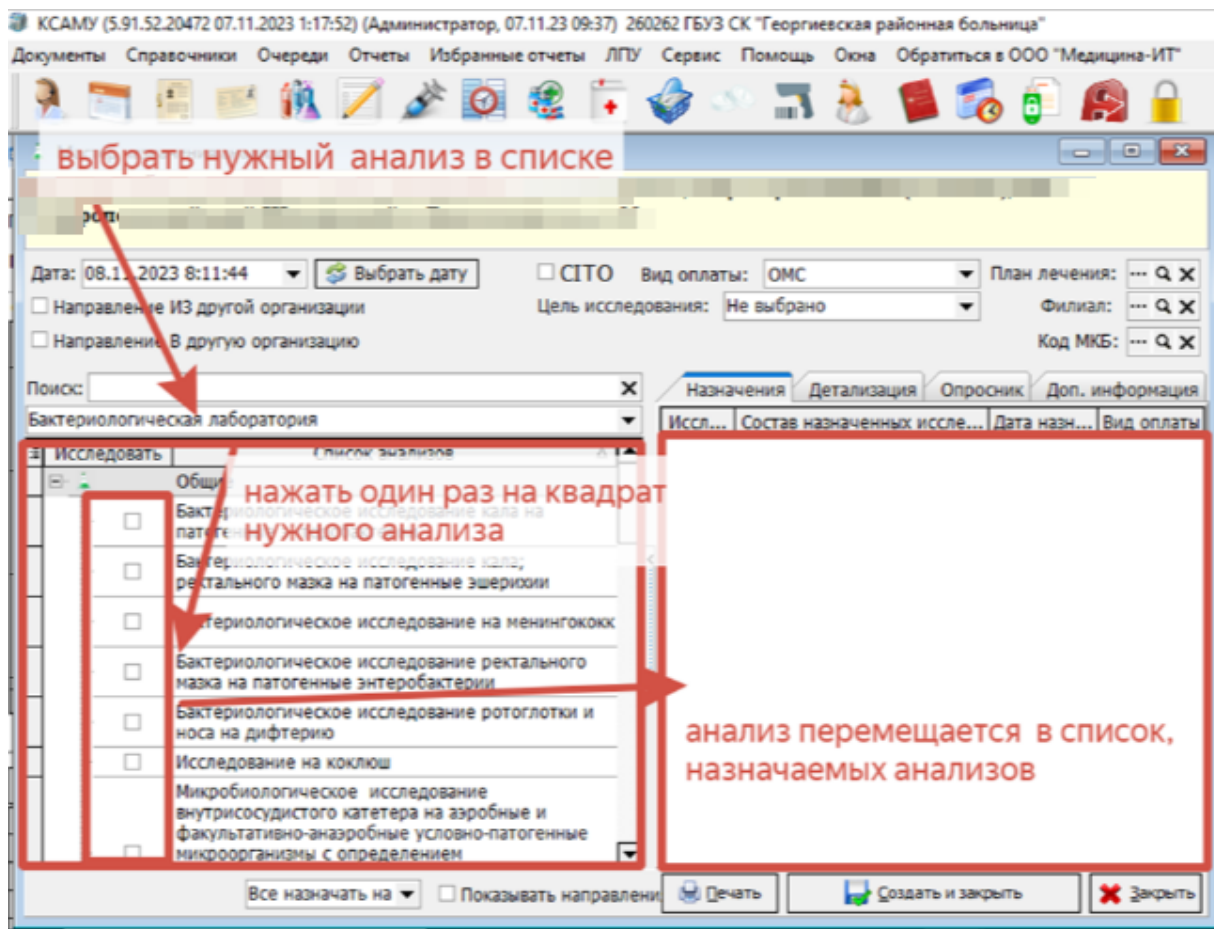 КСАМУ (5.91.52.20472 07.11.2023 1:17:52) (Администратор, 07.11.23 09:37) 260262 ГБУЗ СК "Георгиевская районная больница"
Документы Справочники Очереди Отчеты Избранные отчеты ЛПУ Сервис Помощь Окна Обратиться в ООО "Медицина-ИТ"
выбрать нужный анализ в списке
Дата: 08.11.2023 8:11:44 Выбрать дату CITO Вид оплаты: ОМС План лечения:
Направление ИЗ другой организации Цель исследования: Не выбрано Филиал:
Направление В другую организацию Код МКБ:
Поиск: Назначения Детализация Опросник Доп. информация
Бактериологическая лаборатория Иссл... Состав назначенных иссле... Дата назн... Вид оплаты
Исследовать Список анализов
нажать один раз на квадрат
нужного анализа
Бактериологическое исследование кала на
Бактериологическое исследование кала;
ректального мазка на патогенные эшерихии
Бактериологическое исследование на менингококк
Бактериологическое исследование ректального
мазка на патогенные энтеробактерии
Бактериологическое исследование ротоглотки и
носа на дифтерию
Исследование на коклюш
Микробиологическое исследование
внутрисосудистого катетера на аэробные и
факультативно-анаэробные условно-патогенные
микроорганизмы с определением
анализ перемещается в список,
назначаемых анализов
Все назначать на Показывать направлени Печать Создать и закрыть Закрыть